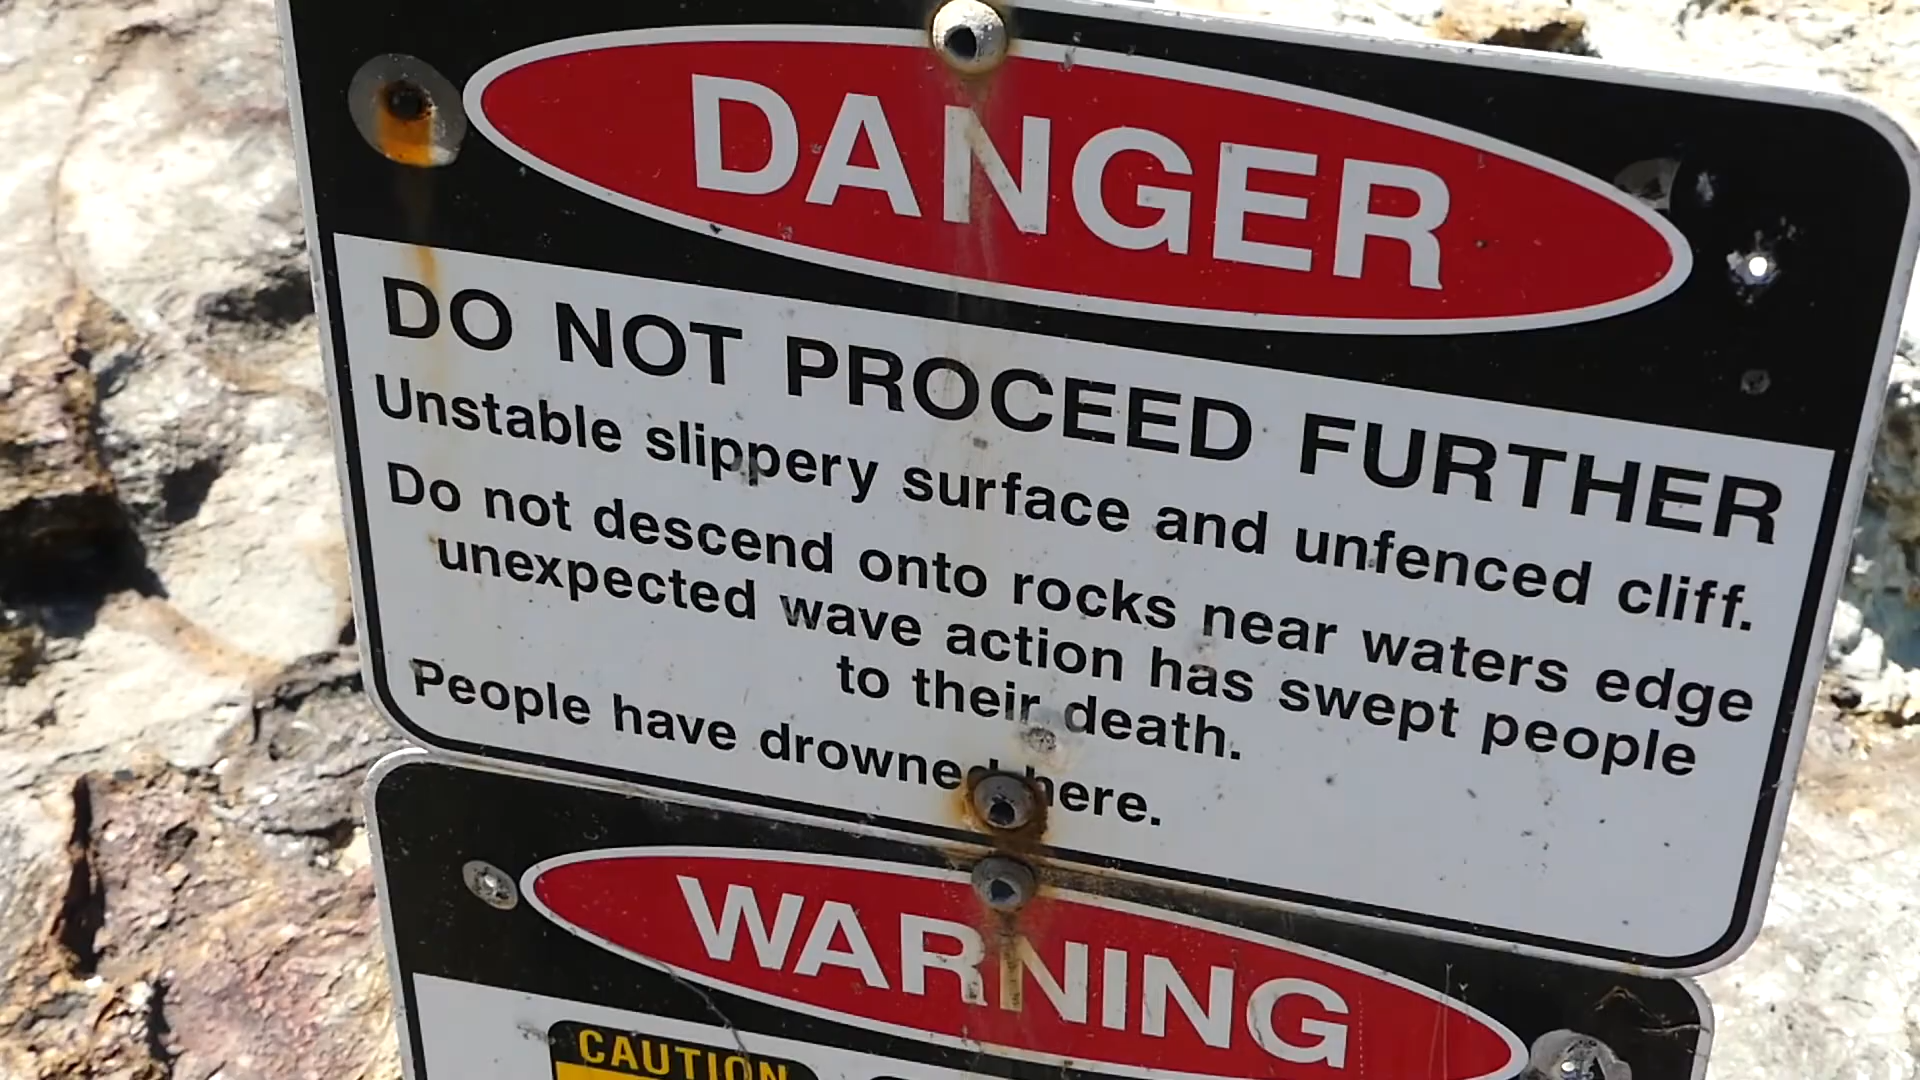 DANGER
DO NOT PROCEED FURTHER
Unstable slippery surface and unfenced cliff.
Do not descend onto rocks near waters edge
unexpected wave action has swept people
to their death.
People have drowned here.
WARNING
CAUTION